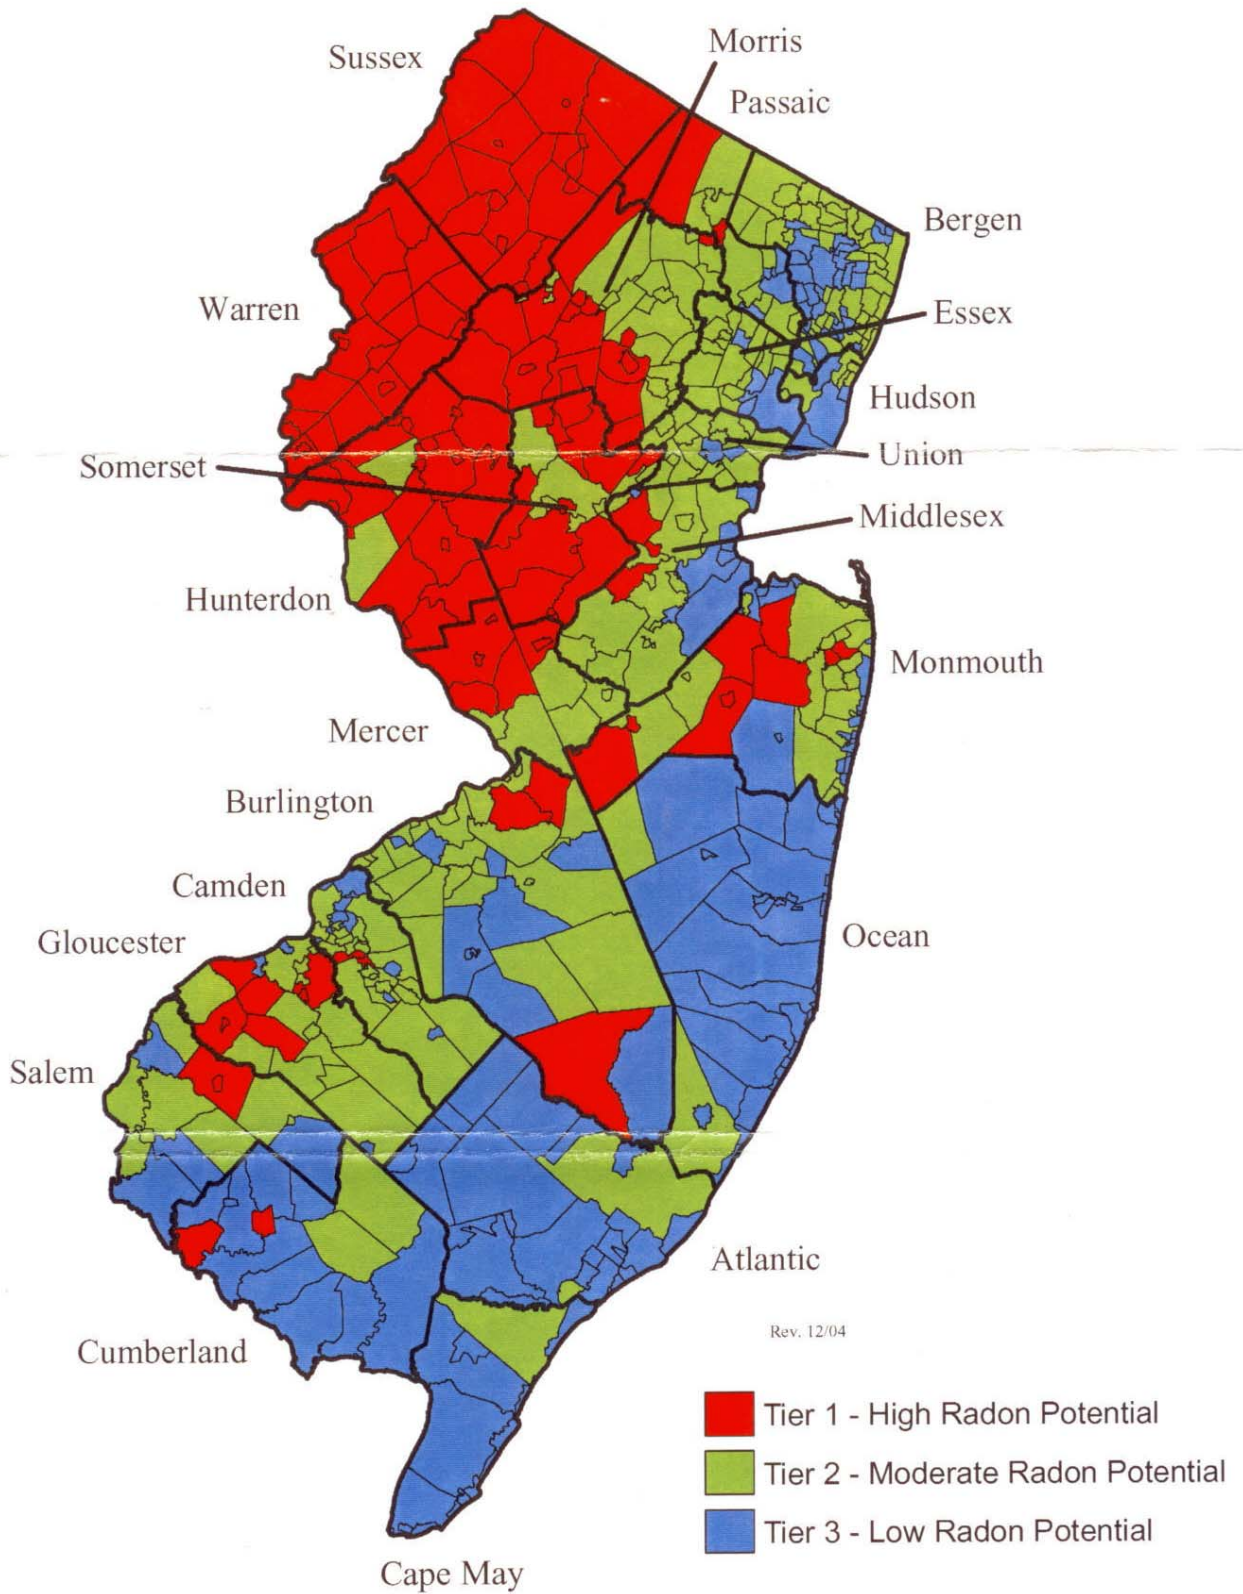 Morris
Sussex
Passaic
Bergen
Warren
Essex
Hudson
Union
Somerset
Middlesex
Hunterdon
Monmouth
Mercer
Burlington
Camden
Gloucester
Ocean
Salem
Atlantic
Rev. 12/04
Cumberland
Tier 1 - High Radon Potential
Tier 2 - Moderate Radon Potential
Tier 3 - Low Radon Potential
Cape May